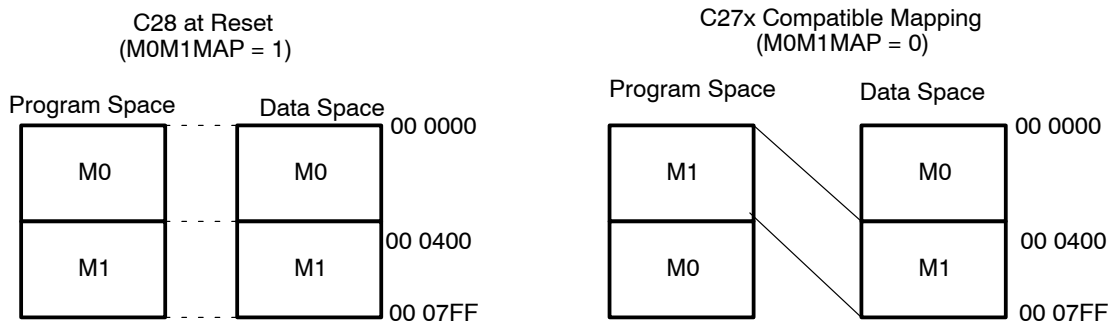 C28 at Reset
(M0M1MAP = 1)
Program Space
Data Space
00 0000
M0
M0
00 0400
M1
M1
00 07FF
C27x Compatible Mapping
(M0M1MAP = 0)
Program Space
Data Space
00 0000
M1
M0
00 0400
M0
M1
00 07FF